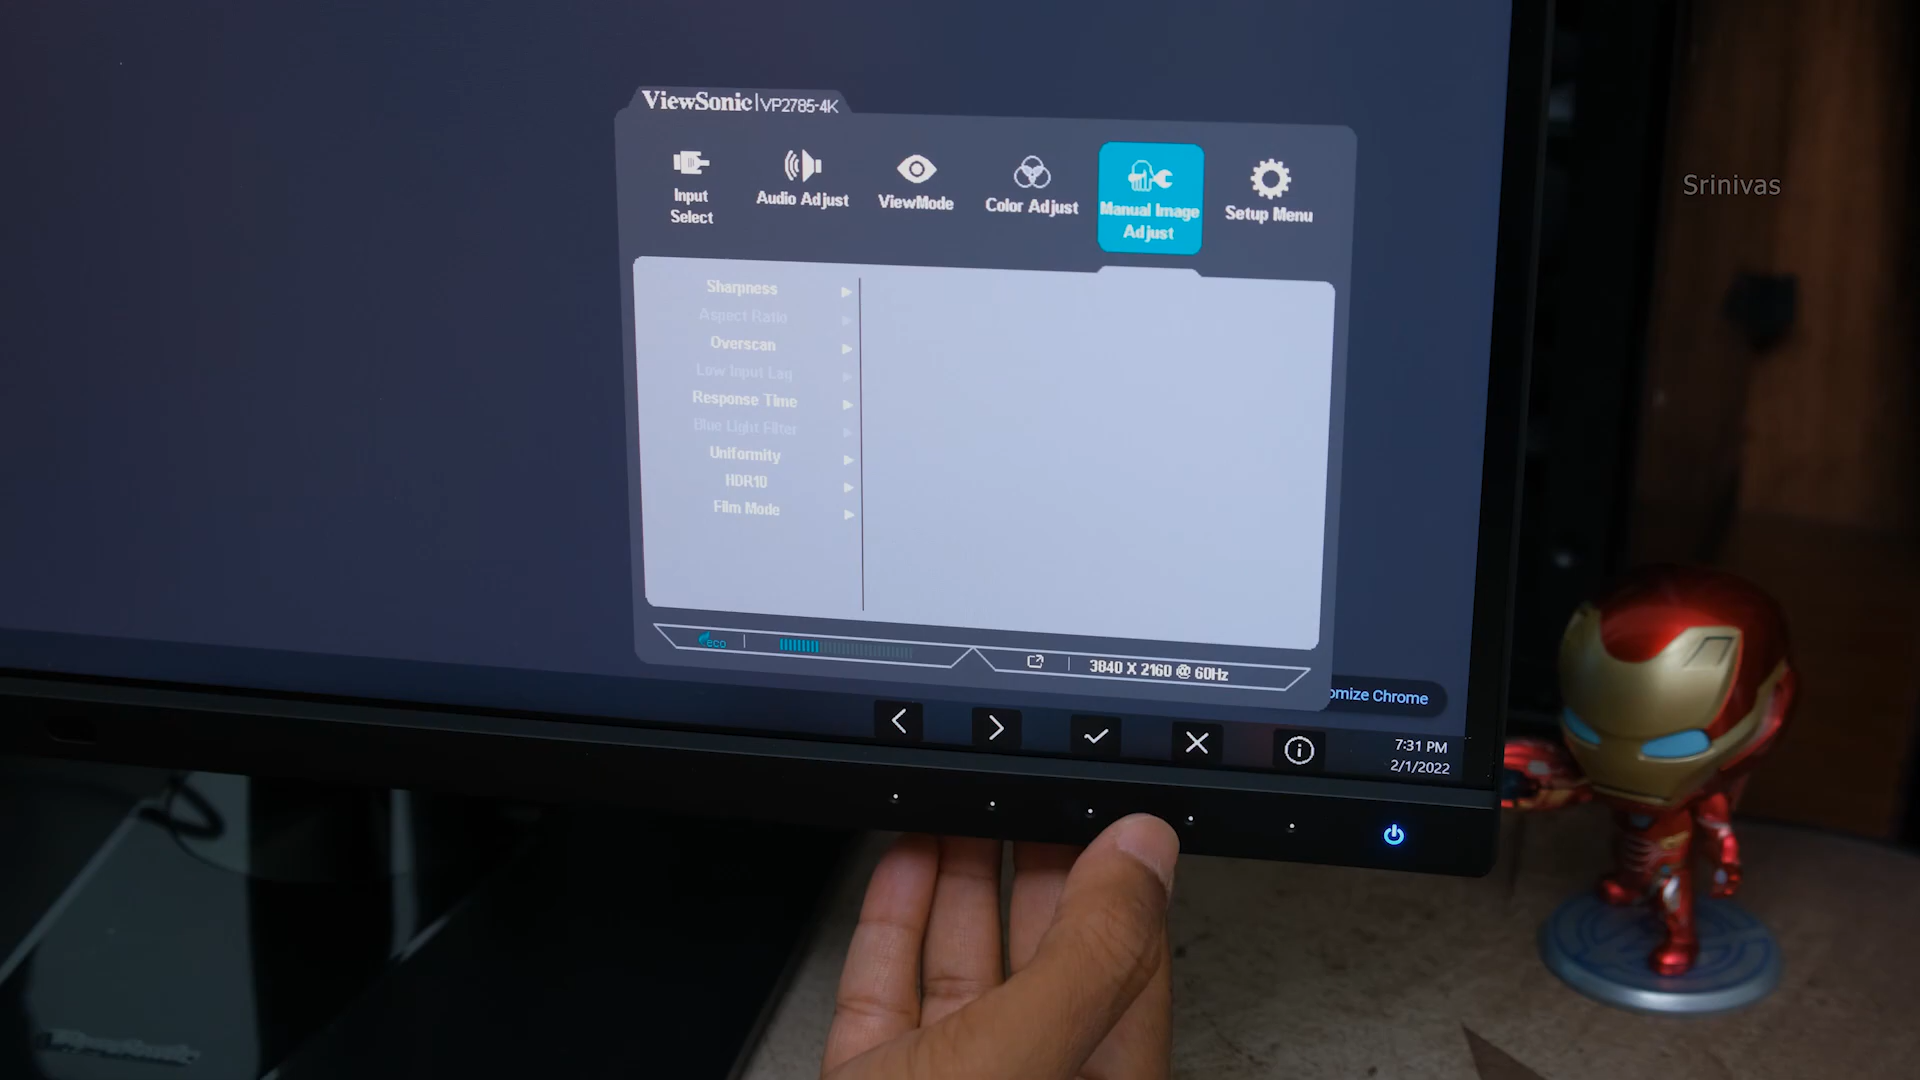 ViewSonic|VP2785-4K
Input
Select
Audio Adjust
ViewMode
Color Adjust
Manual Image
Adjust
Setup Menu
Srinivas
Sharpness
Aspect Ratio
Overscan
Low Input Lag
Response Time
Blue Light Filter
Uniformity
HDR10
Film Mode
eco
3840 X 2160 @ 60Hz
omize Chrome
7:31 PM
2/1/2022